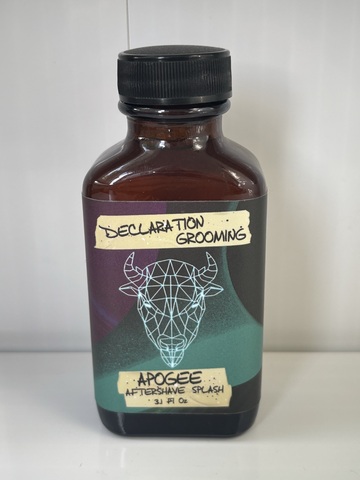 DECLARATION
GROOMING
APOGEE
AFTERSHAVE SPLASH
3.1 Fl Oz